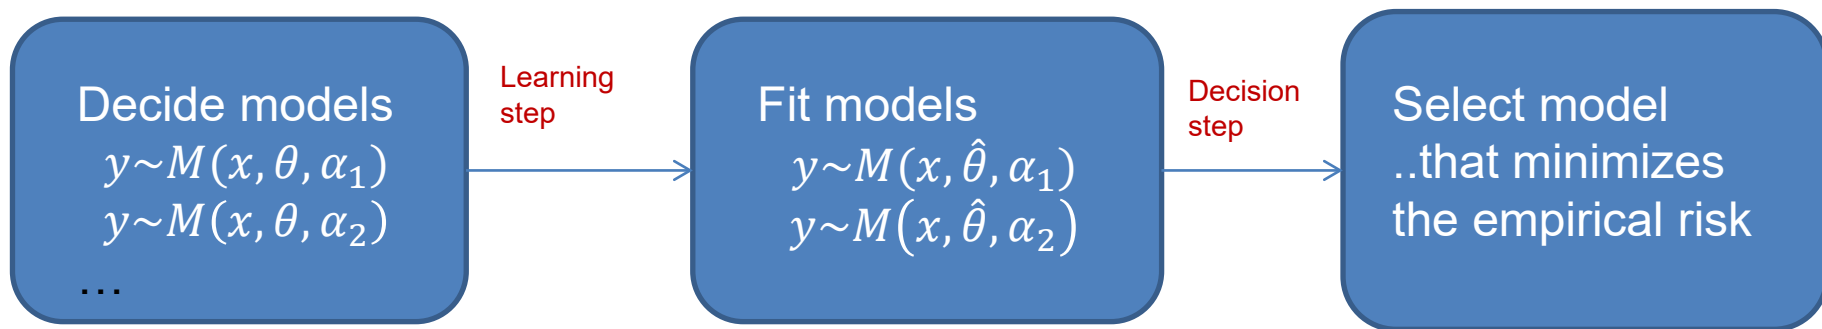 Decide models
y~M(x, θ, α₁)
y~M(x, θ, α₂)
...
Learning
step
Fit models
y~M(x, θ̂, α₁)
y~M(x, θ̂, α₂)
Decision
step
Select model
..that minimizes
the empirical risk